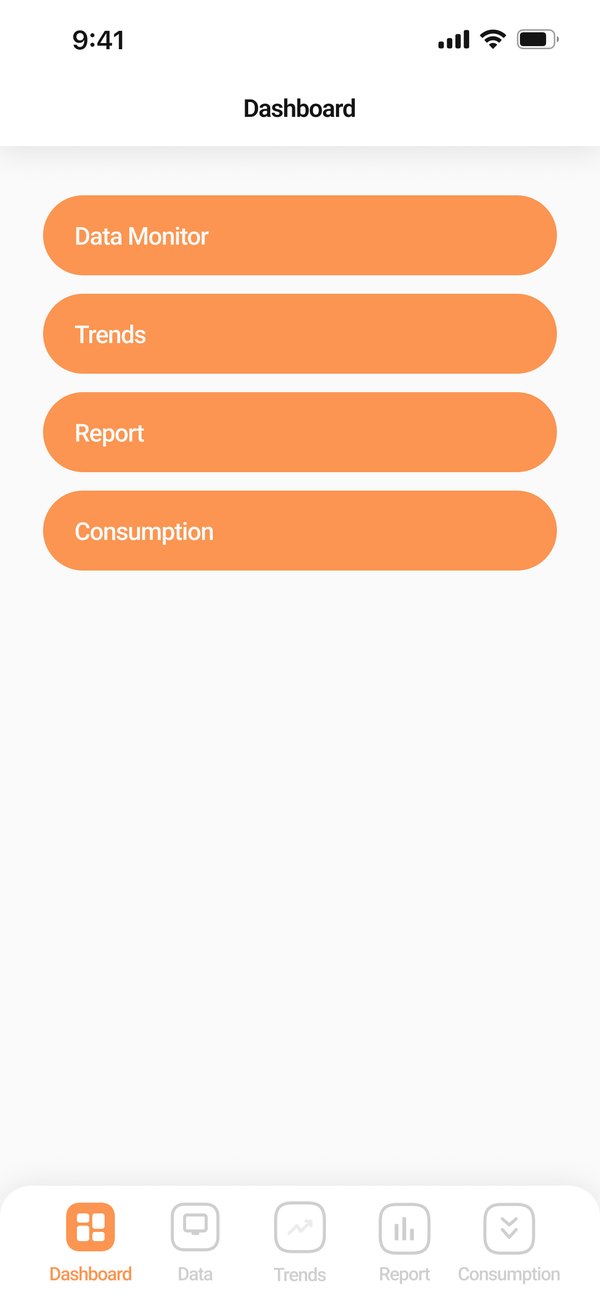 9:41
Dashboard
Data Monitor
Trends
Report
Consumption
Dashboard
Data
Trends
Report
Consumption